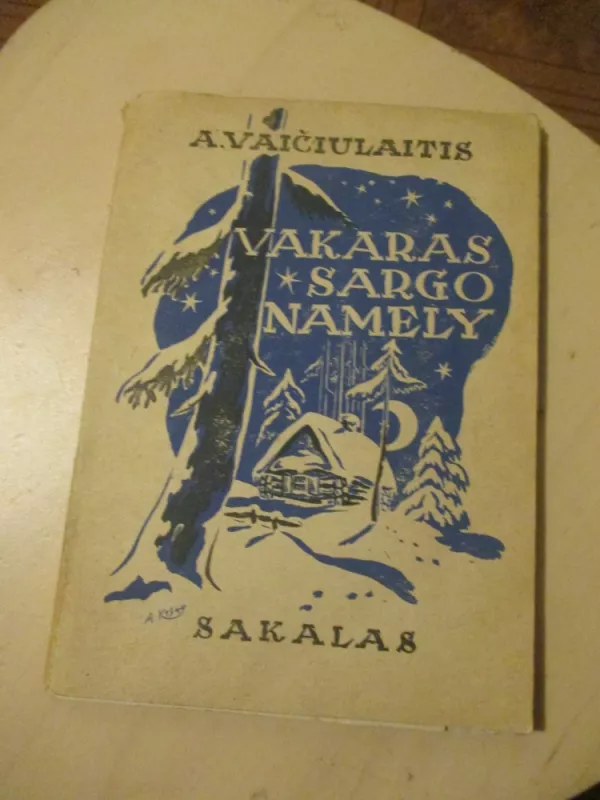 A. VAIČIULAITIS
VAKARAS
SARGO
NAMELY
SAKALAS